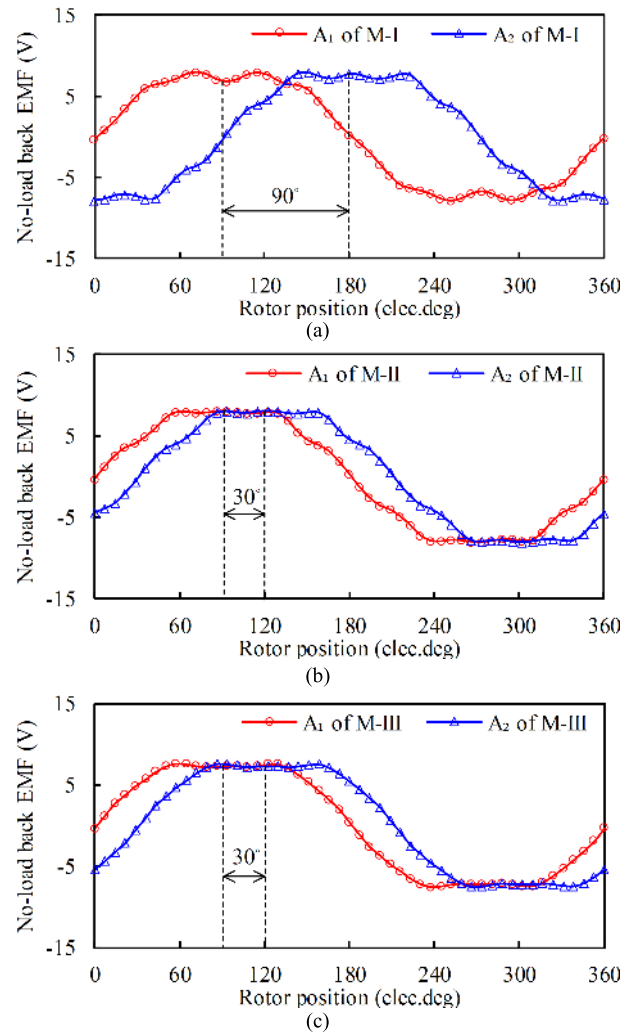 A₁ of M-I A₂ of M-I
No-load back EMF (V)
15
5
-5
-15
90°
0 60 120 180 240 300 360
Rotor position (elec.deg)
(a)
A₁ of M-II A₂ of M-II
No-load back EMF (V)
15
5
-5
-15
30°
0 60 120 180 240 300 360
Rotor position (elec.deg)
(b)
A₁ of M-III A₂ of M-III
No-load back EMF (V)
15
5
-5
-15
30°
0 60 120 180 240 300 360
Rotor position (elec.deg)
(c)